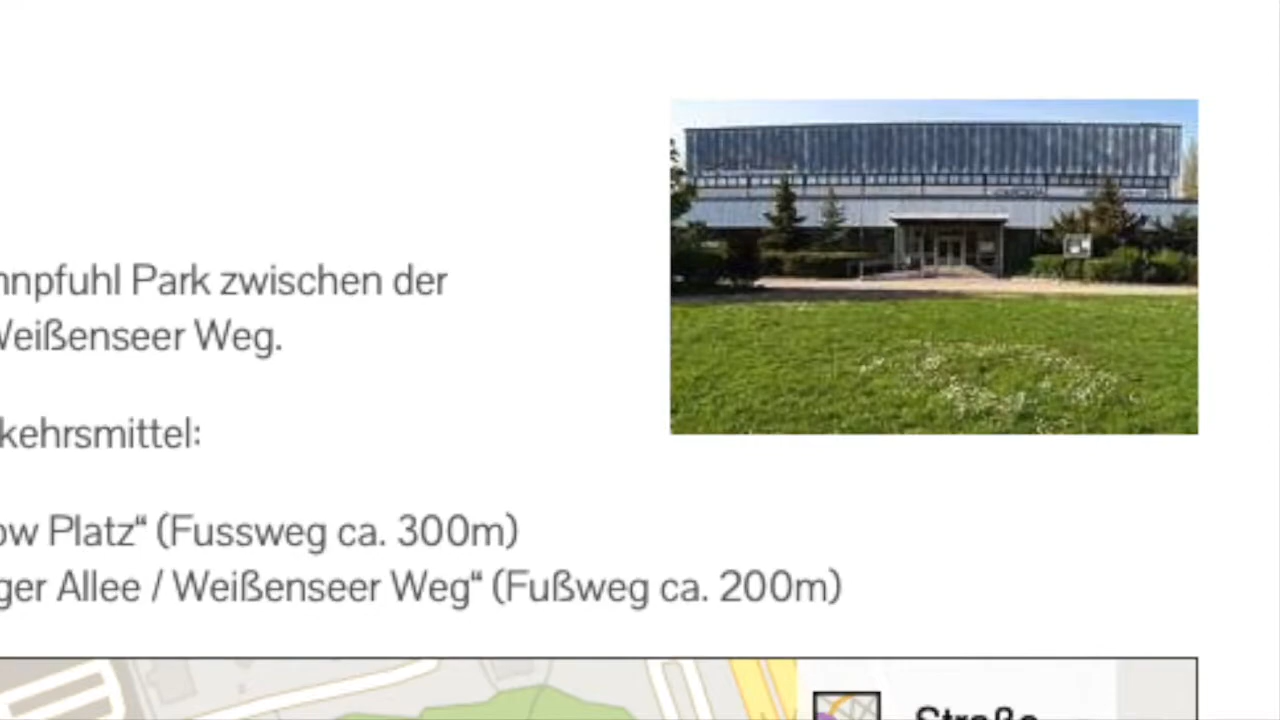 nnpfuhl Park zwischen der
Weißenseer Weg.
kehrsmittel:
ow Platz“ (Fussweg ca. 300m)
ger Allee / Weißenseer Weg“ (Fußweg ca. 200m)
Straße